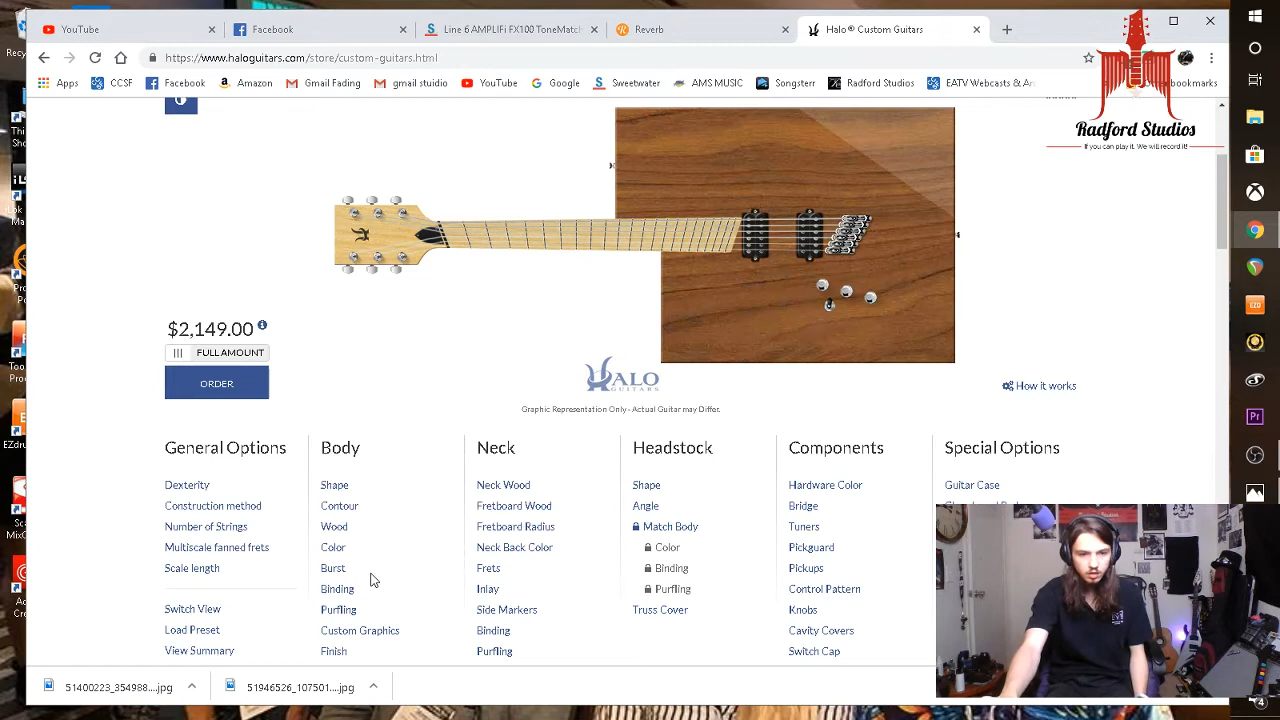 YouTube
Facebook
Line 6 AMPLIFi FX100 ToneMatch
Reverb
Halo® Custom Guitars
https://www.haloguitars.com/store/custom-guitars.html
Apps
CCSF
Facebook
Amazon
Gmail Fading
gmail studio
YouTube
Google
Sweetwater
AMS MUSIC
Songsterr
Radford Studios
EATV Webcasts & Ar
bookmarks
Radford Studios
If you can play it, We will record it!
$2,149.00
FULL AMOUNT
ORDER
HALO
GUITARS
Graphic Representation Only - Actual Guitar may Differ.
How it works
General Options
Dexterity
Construction method
Number of Strings
Multiscale fanned frets
Scale length
Switch View
Load Preset
View Summary
Body
Shape
Contour
Wood
Color
Burst
Binding
Purfling
Custom Graphics
Finish
Neck
Neck Wood
Fretboard Wood
Fretboard Radius
Neck Back Color
Frets
Inlay
Side Markers
Binding
Purfling
Headstock
Shape
Angle
Match Body
Color
Binding
Purfling
Truss Cover
Components
Hardware Color
Bridge
Tuners
Pickguard
Pickups
Control Pattern
Knobs
Cavity Covers
Switch Cap
Special Options
Guitar Case
51400223_354988....jpg
51946526_107501....jpg